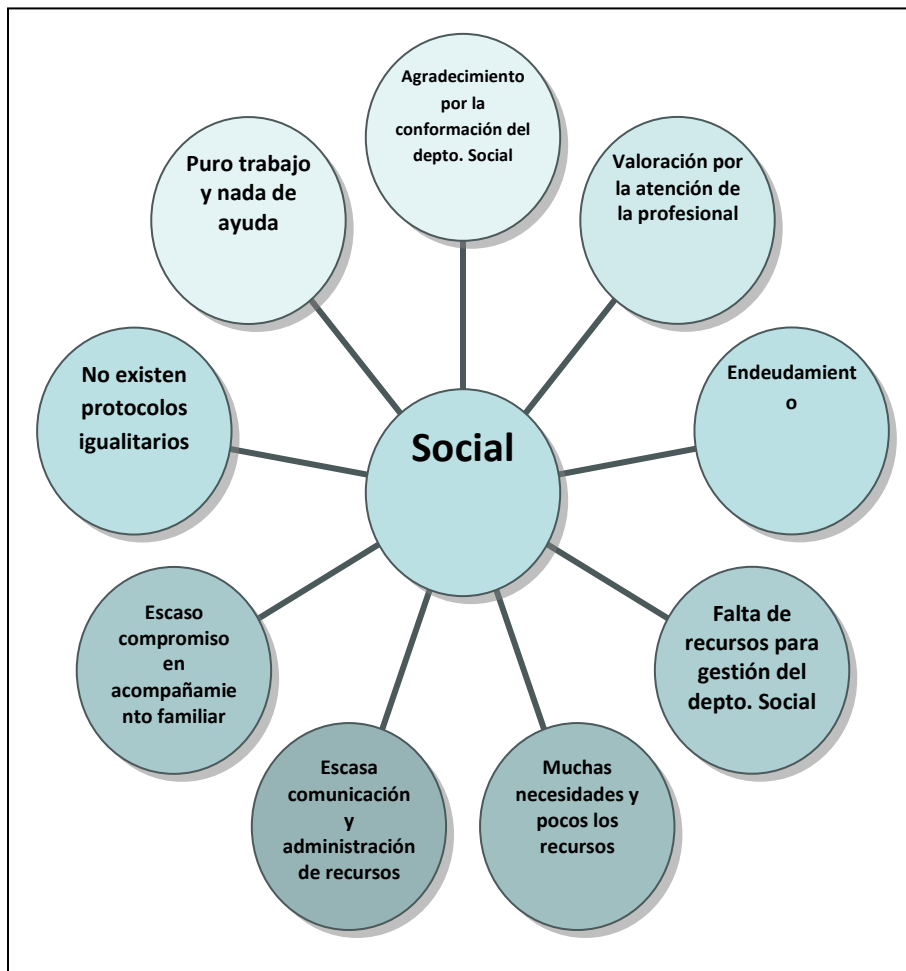 Agradecimiento
por la
conformación del
depto. Social
Valoración por
la atención de
la profesional
Endeudamient
o
Falta de
recursos para
gestión del
depto. Social
Muchas
necesidades y
pocos los
recursos
Escasa
comunicación
y
administración
de recursos
Escaso
compromiso
en
acompañamie
nto familiar
No existen
protocolos
igualitarios
Puro trabajo
y nada de
ayuda
Social